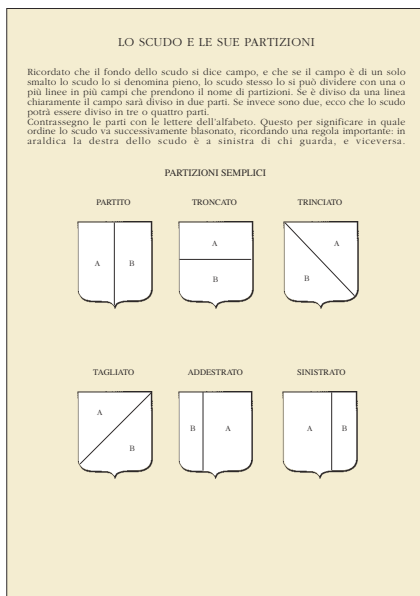 LO SCUDO E LE SUE PARTIZIONI
Ricordato che il fondo dello scudo si dice campo, e che se il campo è di un solo
smalto lo scudo lo si denomina pieno, lo scudo stesso lo si può dividere con una o
più linee in più campi che prendono il nome di partizioni. Se è diviso da una linea
chiaramente il campo sarà diviso in due parti. Se invece sono due, ecco che lo scudo
potrà essere diviso in tre o quattro parti.
Contrassegno le parti con le lettere dell'alfabeto. Questo per significare in quale
ordine lo scudo va successivamente blasonato, ricordando una regola importante: in
araldica la destra dello scudo è a sinistra di chi guarda, e viceversa.
PARTIZIONI SEMPLICI
PARTITO TRONCATO TRINCIATO
A B A B A B
TAGLIATO ADDESTRATO SINISTRATO
A B B A A B